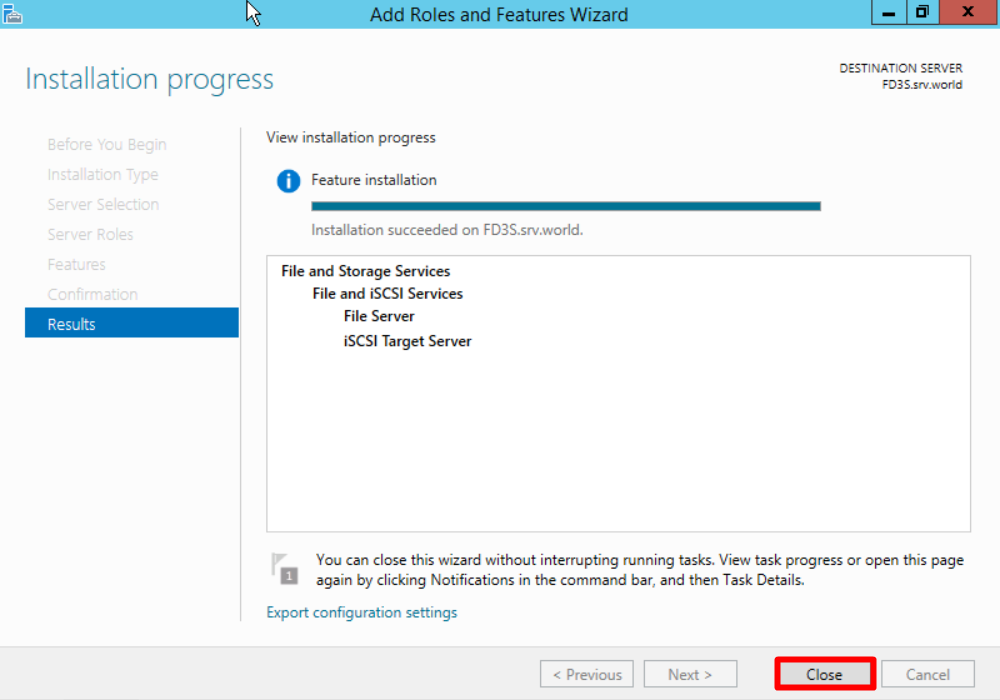 Add Roles and Features Wizard
Installation progress
DESTINATION SERVER
FD3S.srv.world
Before You Begin
Installation Type
Server Selection
Server Roles
Features
Confirmation
Results
View installation progress
Feature installation
Installation succeeded on FD3S.srv.world.
File and Storage Services
File and iSCSI Services
File Server
iSCSI Target Server
1
You can close this wizard without interrupting running tasks. View task progress or open this page
again by clicking Notifications in the command bar, and then Task Details.
Export configuration settings
< Previous
Next >
Close
Cancel